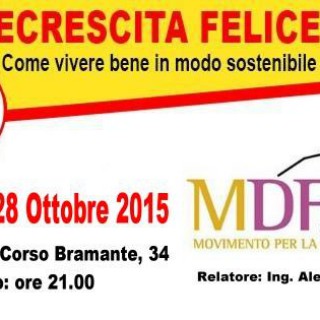 ECRESCITA FELICE
Come vivere bene in modo sostenibile
28 Ottobre 2015
Corso Bramante, 34
: ore 21.00
MDF
MOVIMENTO PER LA
Relatore: Ing. Ale